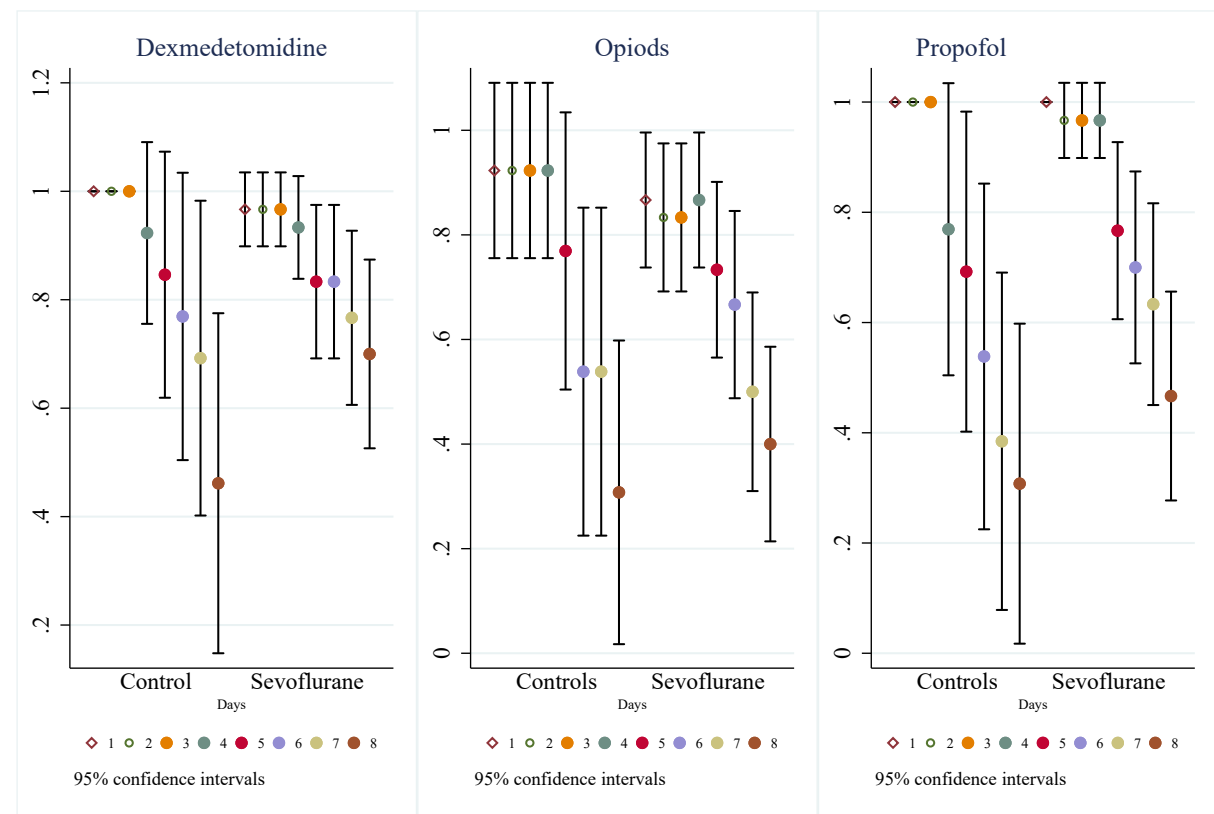 Dexmedetomidine
1.2
1
.8
.6
.4
.2
Control Sevoflurane
Days
1 2 3 4 5 6 7 8
95% confidence intervals
Opiods
1
.8
.6
.4
.2
0
Controls Sevoflurane
Days
1 2 3 4 5 6 7 8
95% confidence intervals
Propofol
1
.8
.6
.4
.2
0
Controls Sevoflurane
Days
1 2 3 4 5 6 7 8
95% confidence intervals